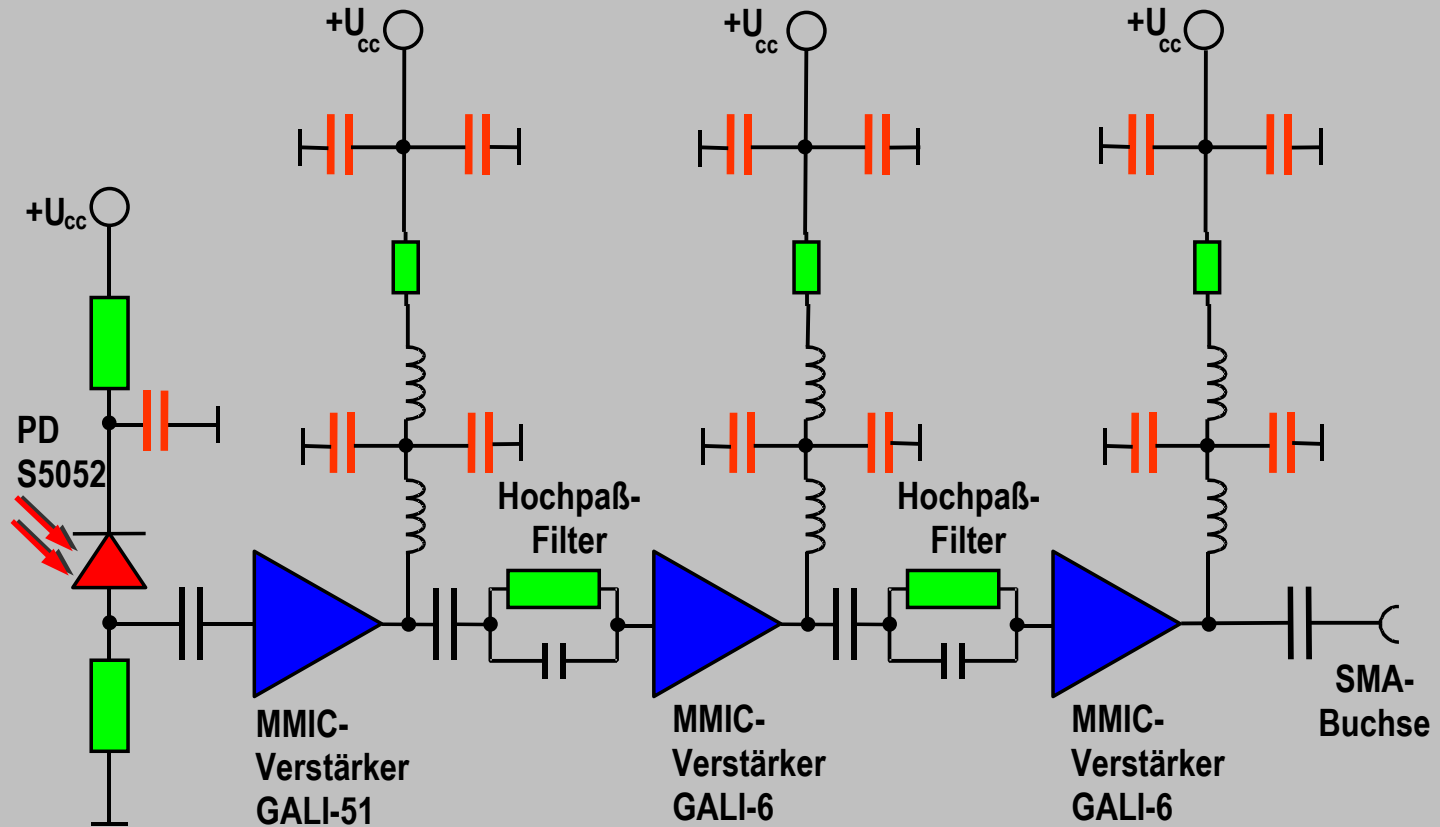 +Ucc
+Ucc
+Ucc
+Ucc
PD
S5052
Hochpaß-
Filter
Hochpaß-
Filter
MMIC-
Verstärker
GALI-51
MMIC-
Verstärker
GALI-6
MMIC-
Verstärker
GALI-6
SMA-
Buchse